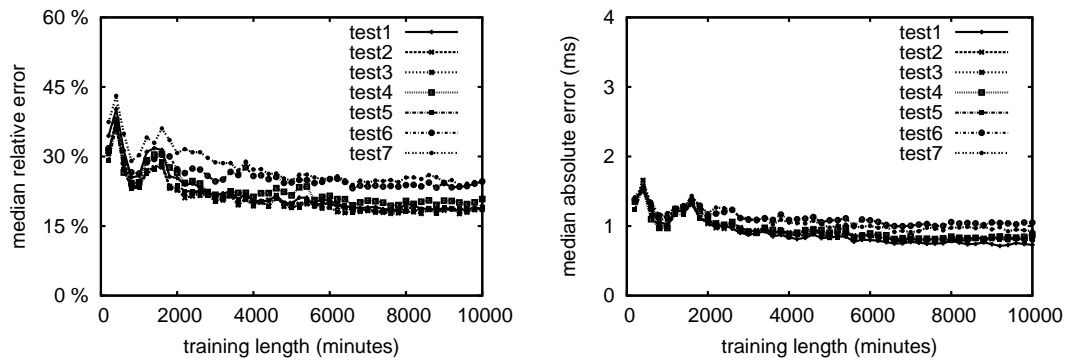 60 %
45 %
30 %
15 %
0 %
median relative error
0 2000 4000 6000 8000 10000
training length (minutes)
test1
test2
test3
test4
test5
test6
test7
4
3
2
1
0
median absolute error (ms)
0 2000 4000 6000 8000 10000
training length (minutes)
test1
test2
test3
test4
test5
test6
test7